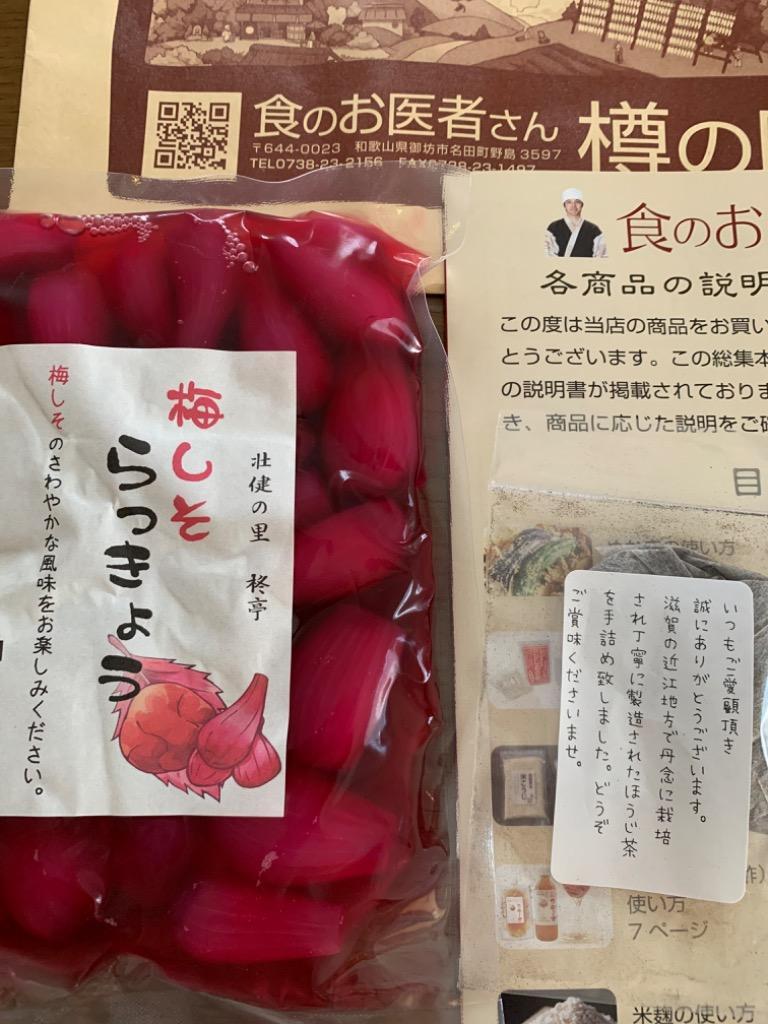 食のお医者さん
〒644-0023 和歌山県御坊市名田町野島3597
TEL0738-23-2156 FAX0738-23-1497
樽の
食のお
各商品の説明
この度は当店の商品をお買い
とうございます。この総集本
の説明書が掲載されておりま
き、商品に応じた説明をご確
目
壮健の里 柊亭
梅しそ
らっきょう
梅しそのさわやかな風味をお楽しみください。
の使い方
いつもご愛顧頂き
誠にありがとうございます。
滋賀の近江地方で丹念に栽培
され丁寧に製造されたほうじ茶
を手詰め致しました。どうぞ
ご賞味くださいませ。
使い方
7ページ
米麹の使い方